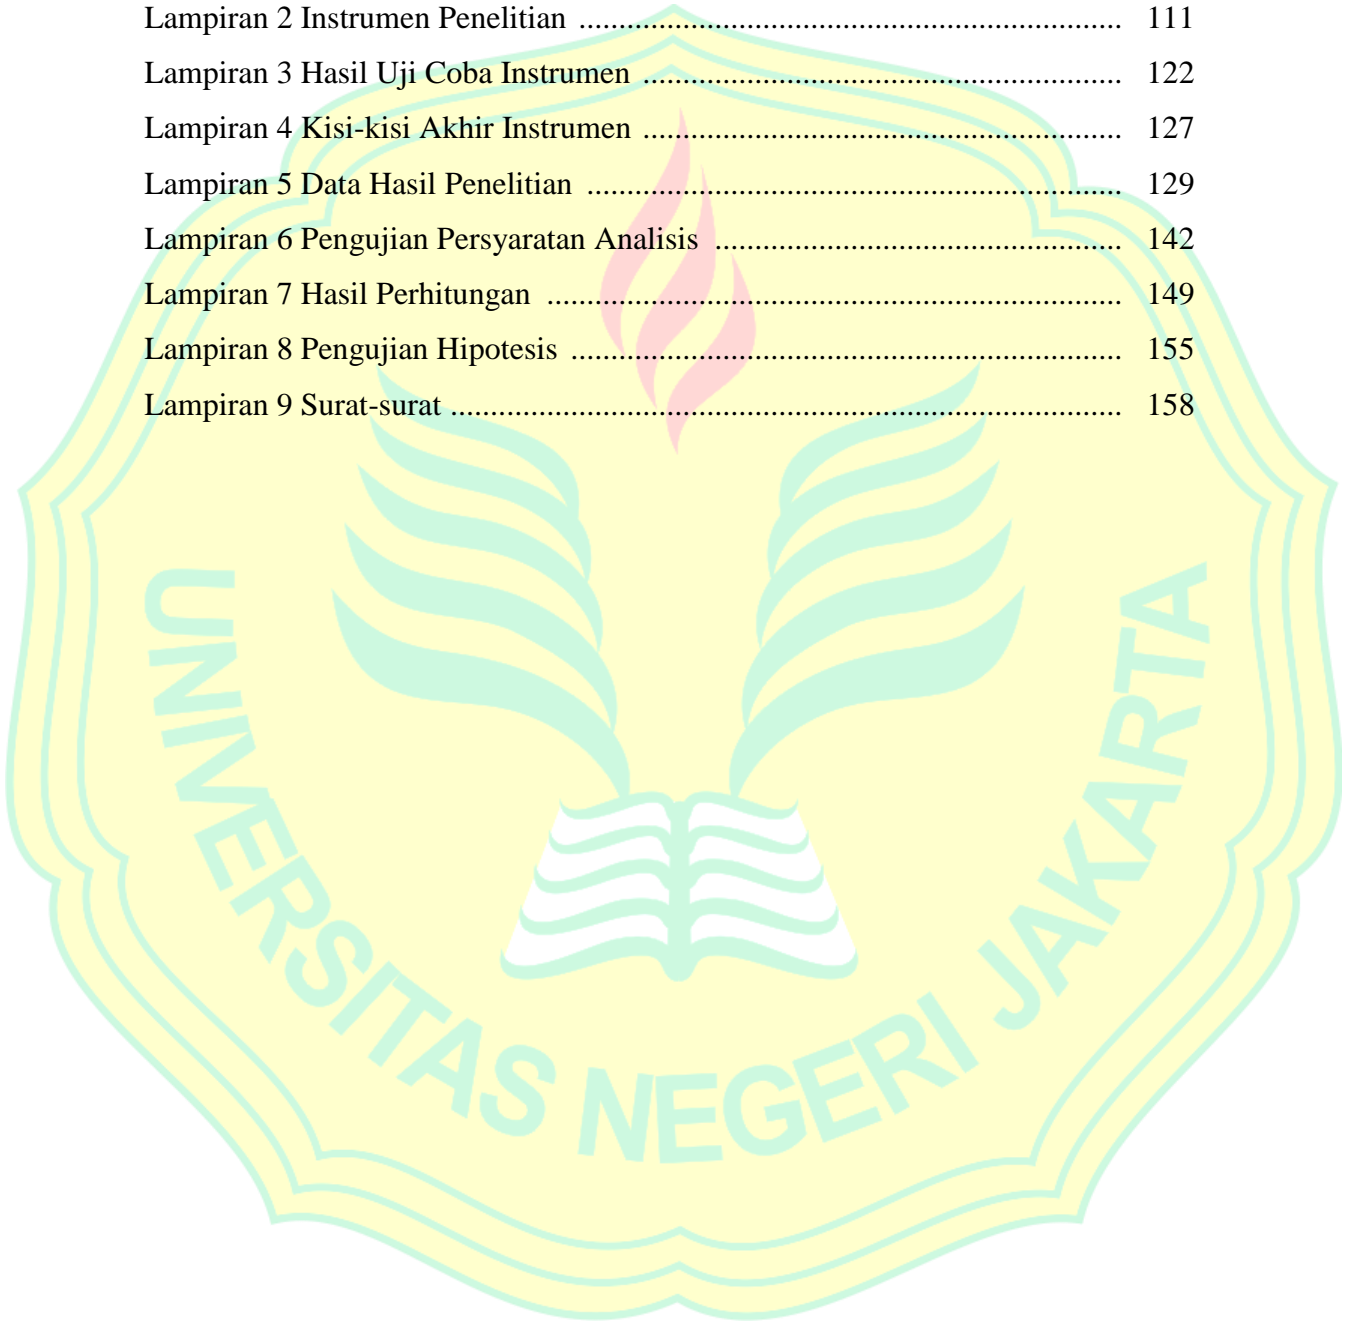 Lampiran 2 Instrumen Penelitian .................................................................... 111
Lampiran 3 Hasil Uji Coba Instrumen ............................................................ 122
Lampiran 4 Kisi-kisi Akhir Instrumen ............................................................ 127
Lampiran 5 Data Hasil Penelitian ................................................................... 129
Lampiran 6 Pengujian Persyaratan Analisis ................................................... 142
Lampiran 7 Hasil Perhitungan ........................................................................ 149
Lampiran 8 Pengujian Hipotesis ..................................................................... 155
Lampiran 9 Surat-surat .................................................................................... 158
UNIVERSITAS NEGERI JAKARTA